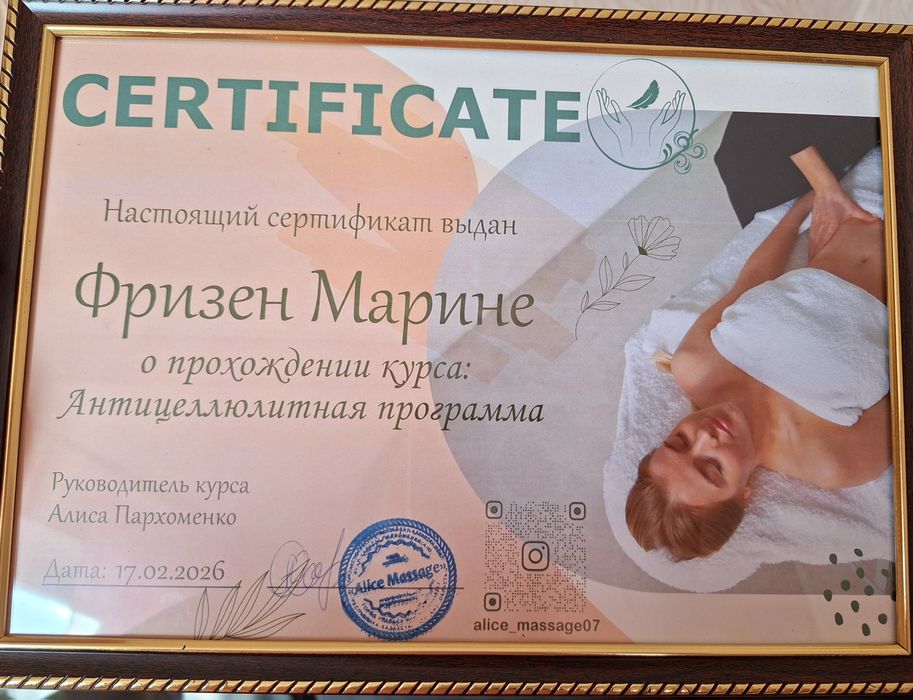 CERTIFICATE
Настоящий сертификат выдан
Фризен Марине
о прохождении курса:
Антицеллюлитная программа
Руководитель курса
Алиса Пархоменко
Дата: 17.02.2026
«Alice Massage»
alice_massage07